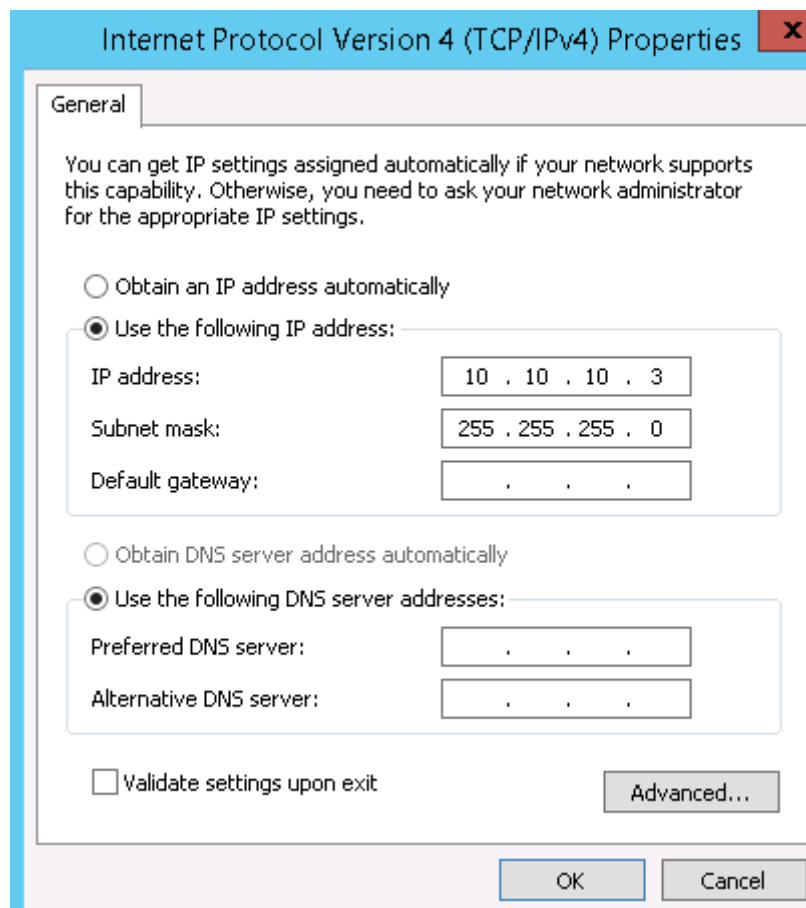 Internet Protocol Version 4 (TCP/IPv4) Properties
x
General
You can get IP settings assigned automatically if your network supports
this capability. Otherwise, you need to ask your network administrator
for the appropriate IP settings.
Obtain an IP address automatically
Use the following IP address:
IP address: 10 . 10 . 10 . 3
Subnet mask: 255 . 255 . 255 . 0
Default gateway: . . .
Obtain DNS server address automatically
Use the following DNS server addresses:
Preferred DNS server: . . .
Alternative DNS server: . . .
Validate settings upon exit
Advanced...
OK Cancel